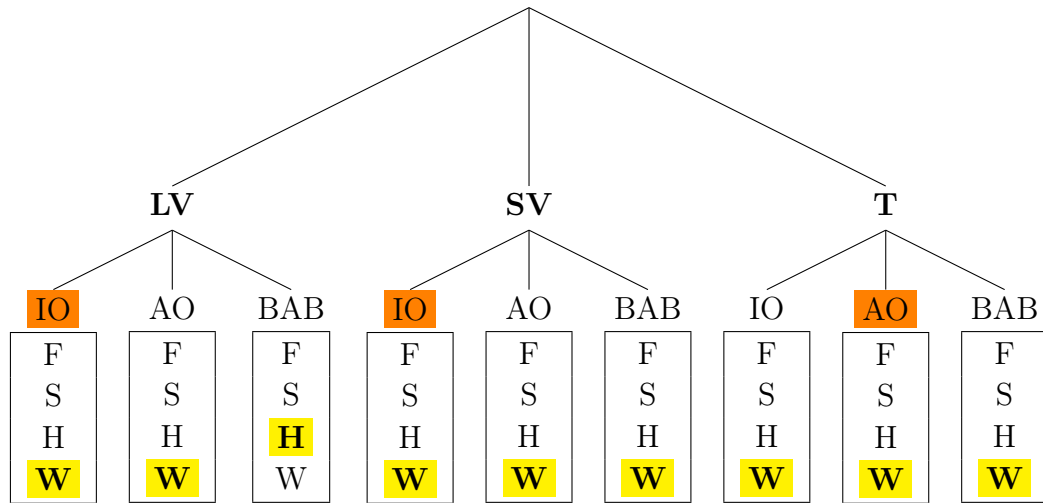 LV SV T
IO AO BAB IO AO BAB IO AO BAB
F F F F F F F F F
S S S S S S S S S
H H H H H H H H H
W W W W W W W W W